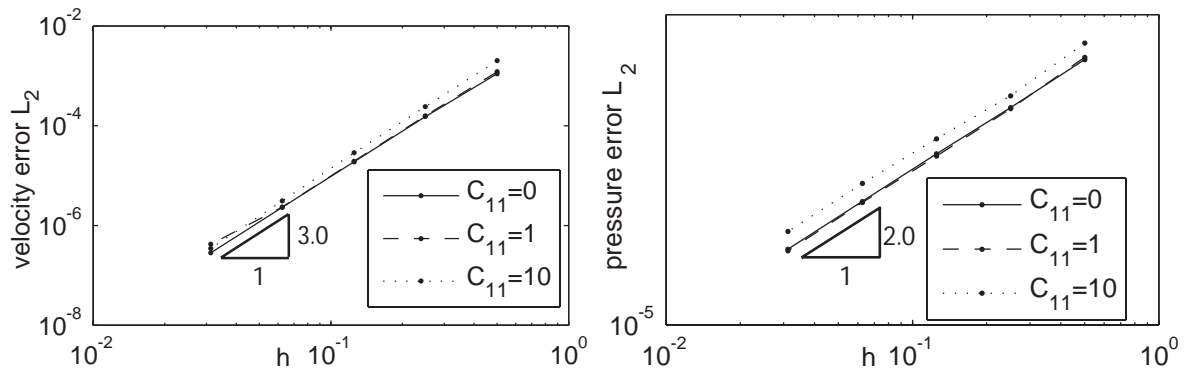 10^-2
10^-4
10^-6
10^-8
velocity error L_2
C_11=0
C_11=1
C_11=10
3.0
1
10^-2
10^-1
10^0
h
pressure error L_2
10^-5
C_11=0
C_11=1
C_11=10
2.0
1
10^-2
10^-1
10^0
h